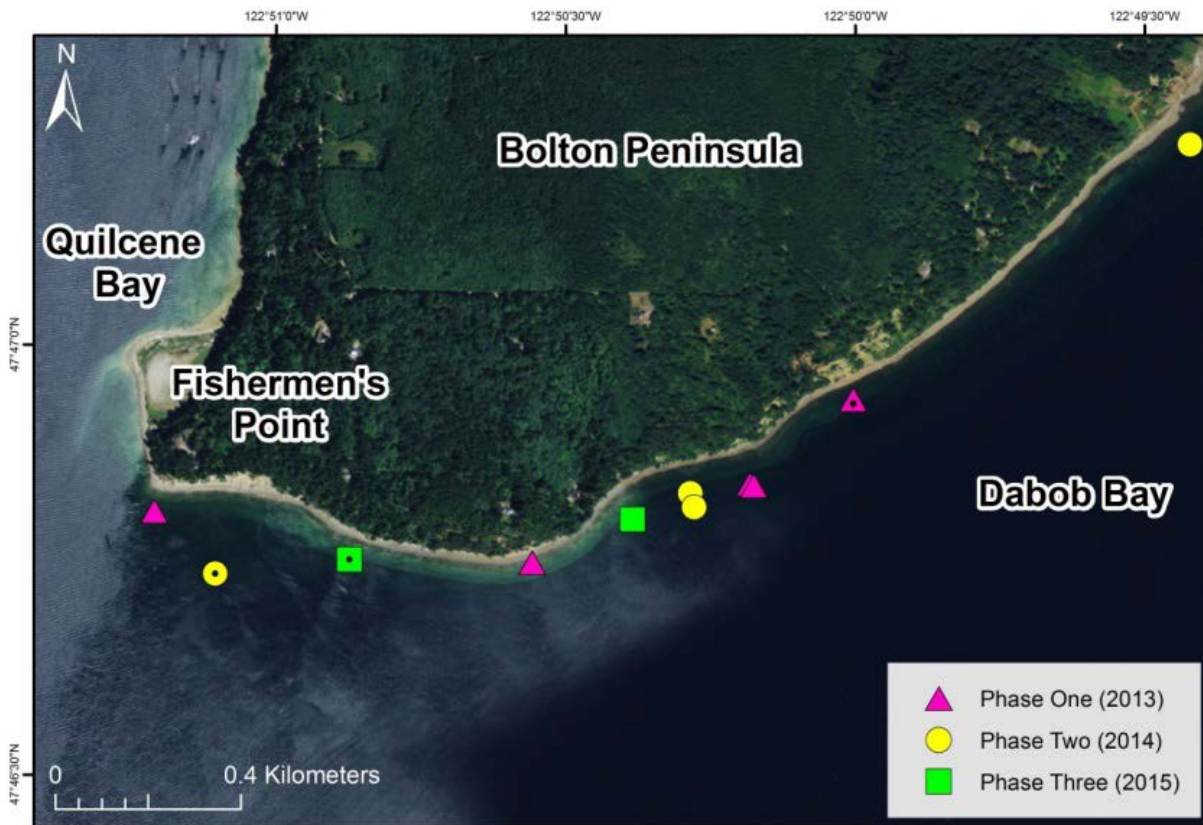 122°51'0"W
122°50'30"W
122°50'0"W
122°49'30"W
N
Bolton Peninsula
Quilcene
Bay
47°47'0"N
Fishermen's
Point
Dabob Bay
Phase One (2013)
Phase Two (2014)
Phase Three (2015)
0
0.4 Kilometers
47°46'30"N